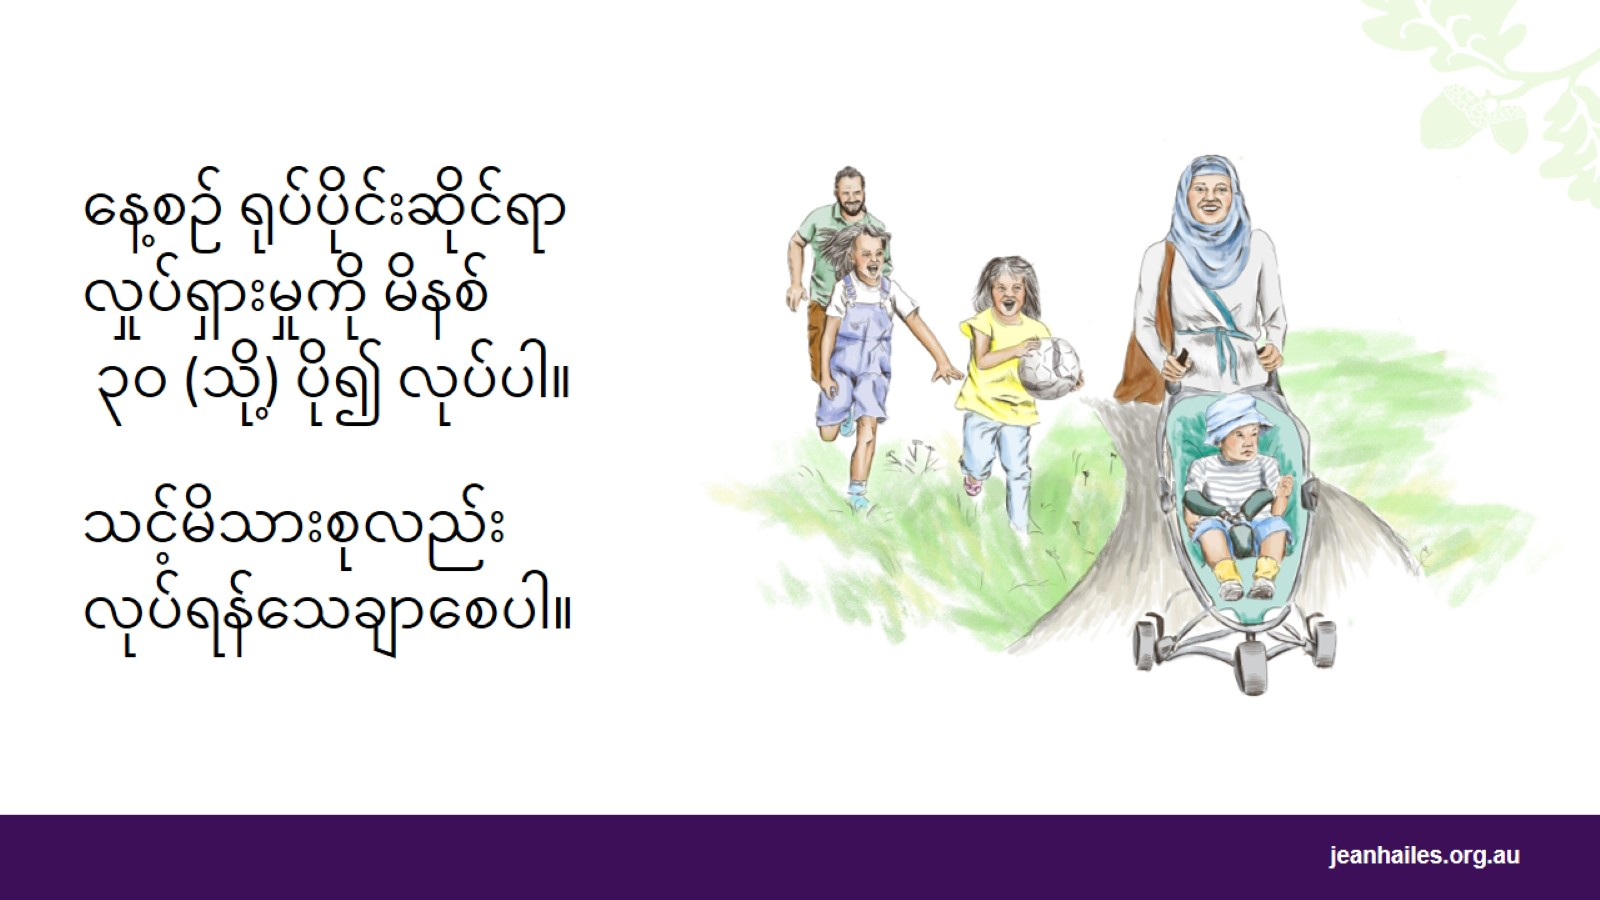 နေ့စဉ် ရုပ်ပိုင်းဆိုင်ရာ
လှုပ်ရှားမှုကို မိနစ်
၃၀ (သို့) ပို၍ လုပ်ပါ။
သင့်မိသားစုလည်း
လုပ်ရန်သေချာစေပါ။
jeanhailes.org.au